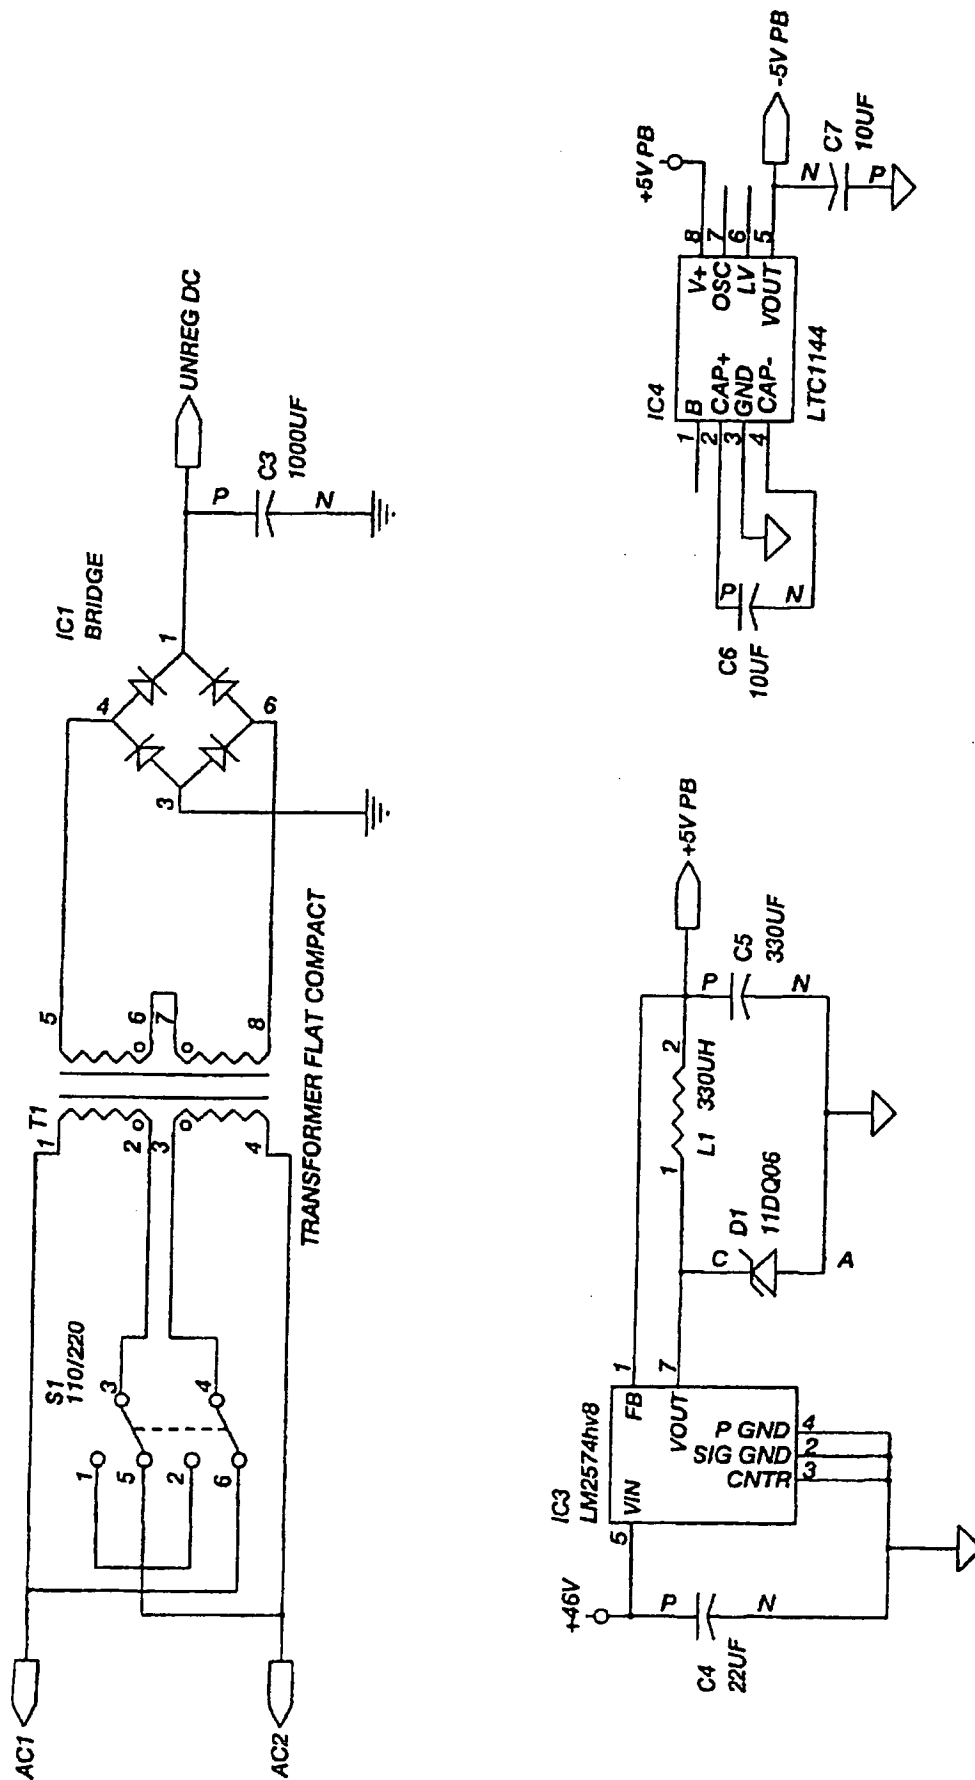 AC1
AC2
S1
110/220
1
5
2
6
3
4
T1
1
2
3
4
5
6
7
8
TRANSFORMER FLAT COMPACT
IC1
BRIDGE
4
1
3
6
UNREG DC
P
C3
1000UF
N
+46V
P
C4
22UF
N
IC3
LM2574hv8
5
VIN
FB
1
VOUT
7
P GND
4
SIG GND
2
CNTR
3
C
D1
11DQ06
A
1
L1
330UH
2
P
C5
330UF
N
+5V PB
C6
10UF
P
N
IC4
1
B
2
CAP+
3
GND
4
CAP-
V+
8
OSC
7
LV
6
VOUT
5
LTC1144
+5V PB
-5V PB
N
C7
10UF
P